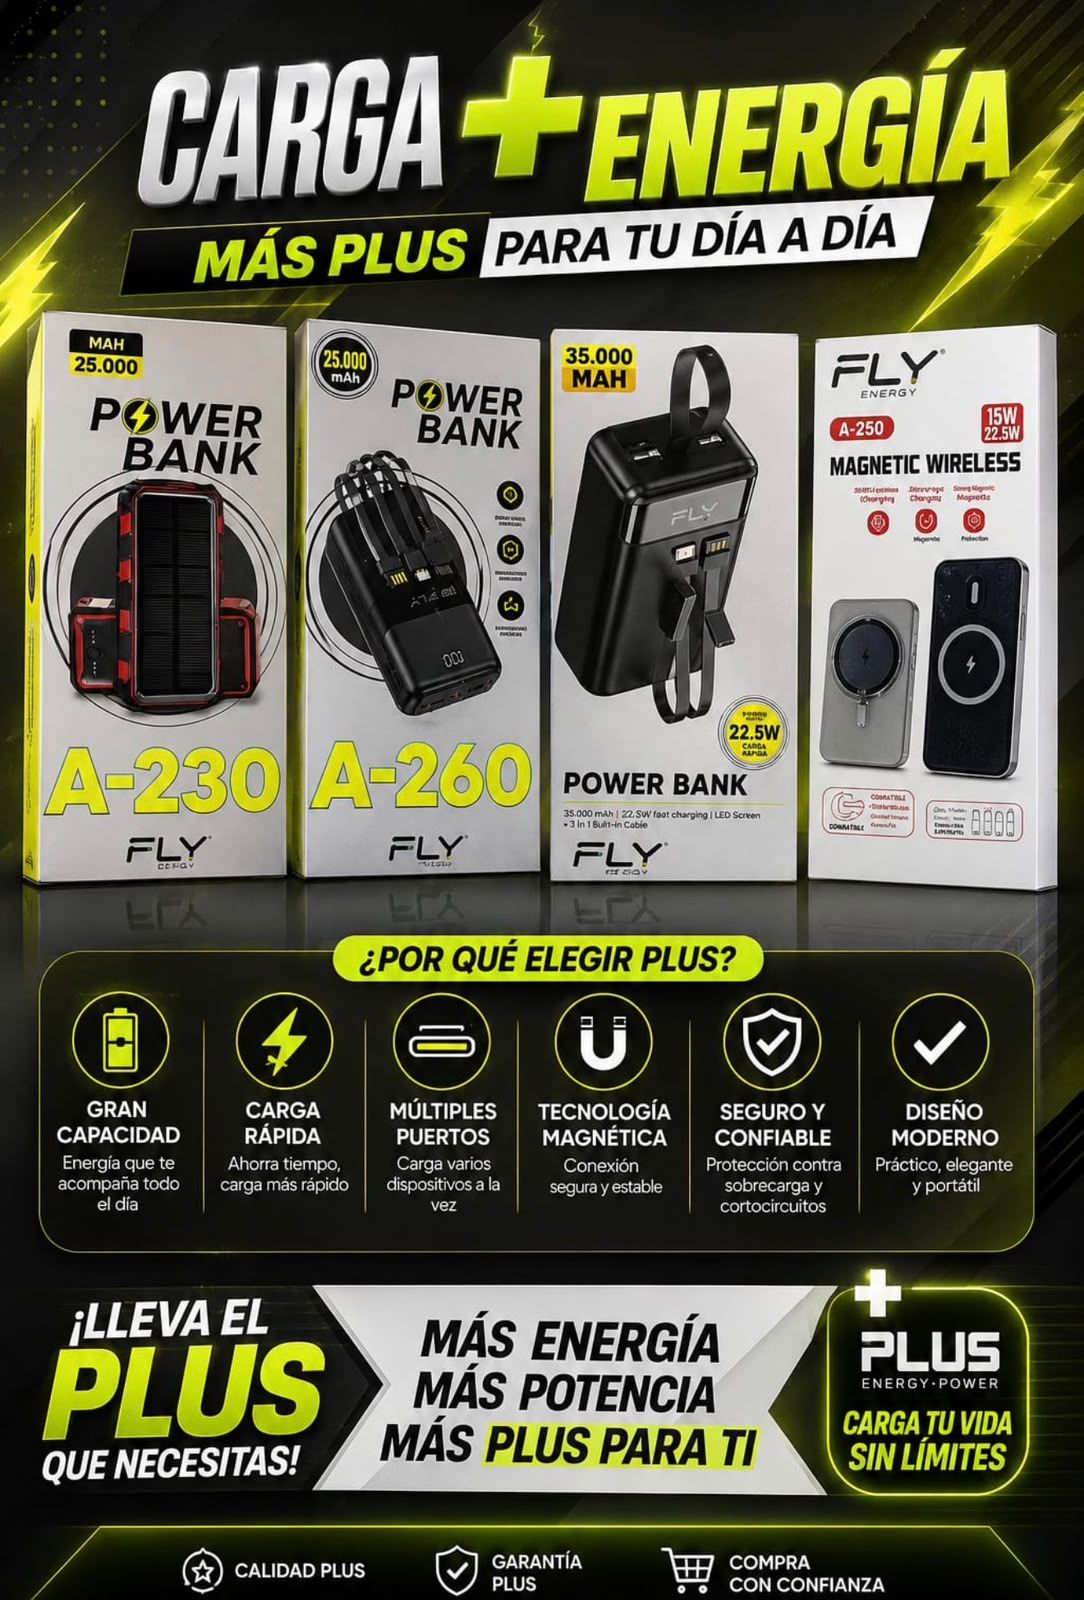 CARGA + ENERGÍA
MÁS PLUS PARA TU DÍA A DÍA
MAH
25.000
POWER
BANK
A-230
FLY
25.000
mAh
POWER
BANK
A-260
FLY
35.000
MAH
FLY
22.5W
CARGA
RÁPIDA
POWER BANK
35.000 mAh | 22.5W fast charging | LED Screen
• 3 in 1 Built-in Cable
FLY
FLY
ENERGY
A-250
15W
22.5W
MAGNETIC WIRELESS
COMPATIBLE
¿POR QUÉ ELEGIR PLUS?
GRAN
CAPACIDAD
Energía que te
acompaña todo
el día
CARGA
RÁPIDA
Ahorra tiempo,
carga más rápido
MÚLTIPLES
PUERTOS
Carga varios
dispositivos a la
vez
TECNOLOGÍA
MAGNÉTICA
Conexión
segura y estable
SEGURO Y
CONFIABLE
Protección contra
sobrecarga y
cortocircuitos
DISEÑO
MODERNO
Práctico, elegante
y portátil
¡LLEVA EL
PLUS
QUE NECESITAS!
MÁS ENERGÍA
MÁS POTENCIA
MÁS PLUS PARA TI
PLUS
ENERGY·POWER
CARGA TU VIDA
SIN LÍMITES
CALIDAD PLUS
GARANTÍA
PLUS
COMPRA
CON CONFIANZA